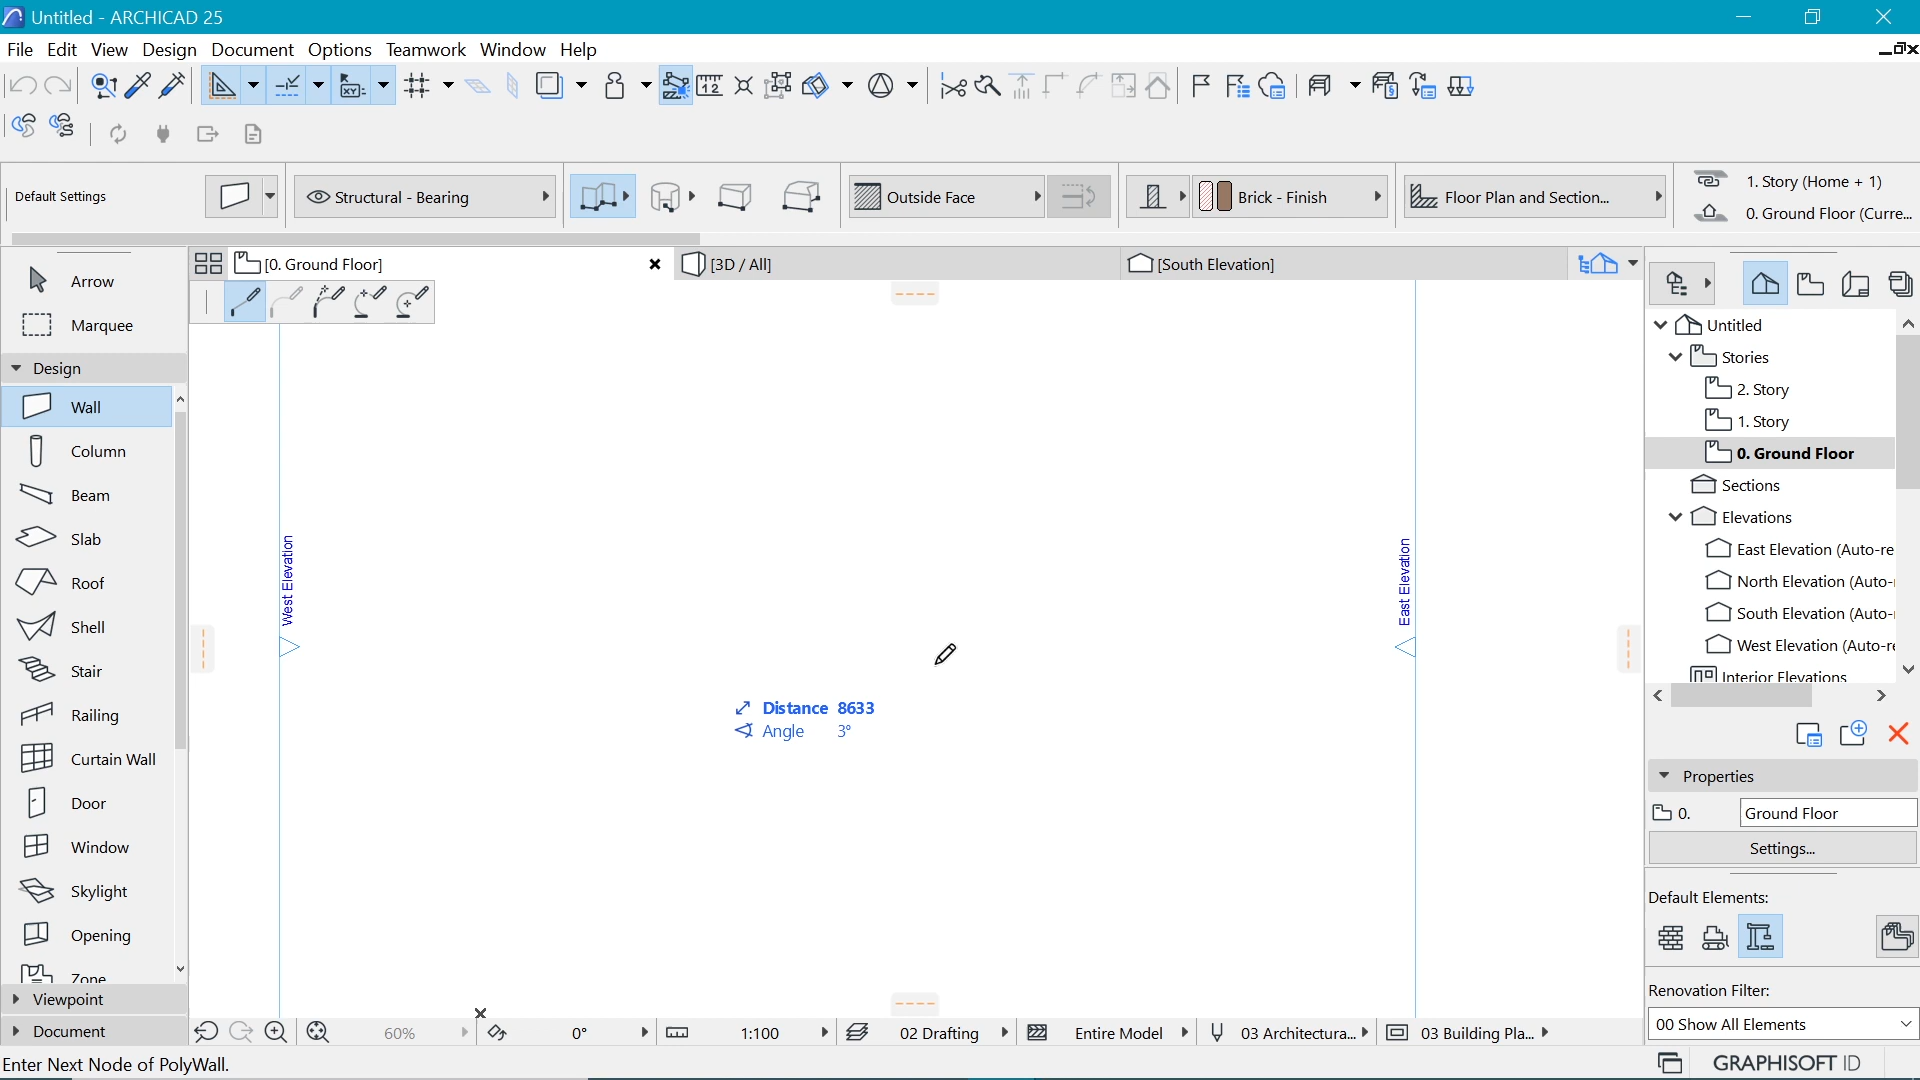 Untitled - ARCHICAD 25
File Edit View Design Document Options Teamwork Window Help
Default Settings
Structural - Bearing
Outside Face
Brick - Finish
Floor Plan and Section...
1. Story (Home + 1)
0. Ground Floor (Curre...
[0. Ground Floor]
[3D / All]
[South Elevation]
Arrow
Marquee
Design
Wall
Column
Beam
Slab
Roof
Shell
Stair
Railing
Curtain Wall
Door
Window
Skylight
Opening
Zone
Viewpoint
Document
West Elevation
East Elevation
Distance 8633
Angle 3°
Untitled
Stories
2. Story
1. Story
0. Ground Floor
Sections
Elevations
East Elevation (Auto-re
North Elevation (Auto-
South Elevation (Auto-
West Elevation (Auto-re
Interior Elevations
Properties
0. Ground Floor
Settings...
Default Elements:
Renovation Filter:
00 Show All Elements
60%
0°
1:100
02 Drafting
Entire Model
03 Architectura...
03 Building Pla...
Enter Next Node of PolyWall.
GRAPHISOFT ID